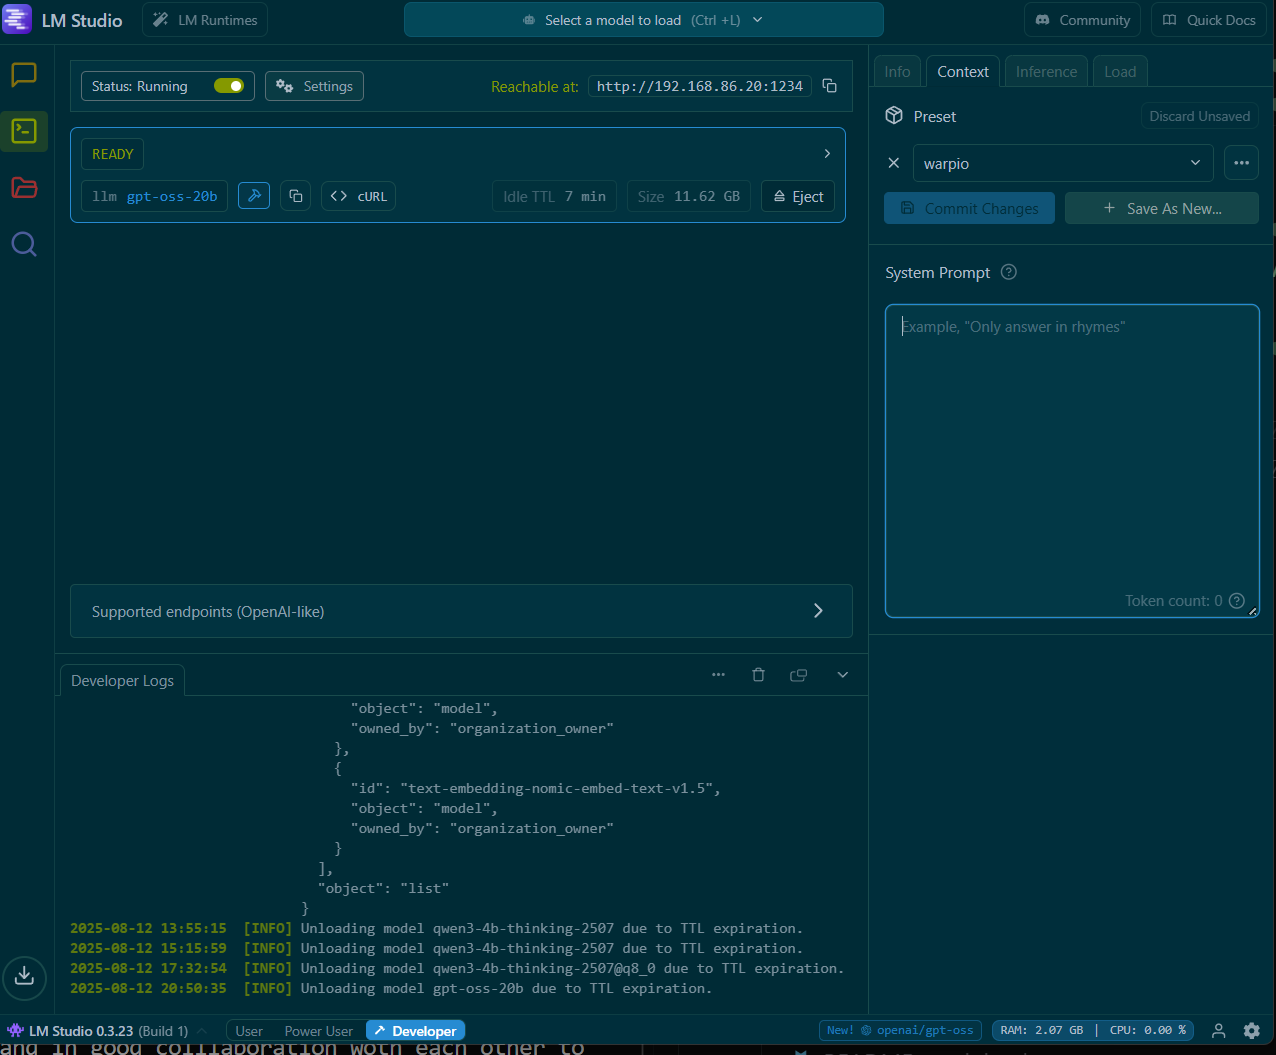 LM Studio
LM Runtimes
Select a model to load (Ctrl +L)
Community
Quick Docs
Status: Running
Settings
Reachable at: http://192.168.86.20:1234
READY
llm gpt-oss-20b
cURL
Idle TTL 7 min
Size 11.62 GB
Eject
Supported endpoints (OpenAI-like)
Developer Logs
"object": "model",
"owned_by": "organization_owner"
},
{
"id": "text-embedding-nomic-embed-text-v1.5",
"object": "model",
"owned_by": "organization_owner"
}
],
"object": "list"
}
2025-08-12 13:55:15 [INFO] Unloading model qwen3-4b-thinking-2507 due to TTL expiration.
2025-08-12 15:15:59 [INFO] Unloading model qwen3-4b-thinking-2507 due to TTL expiration.
2025-08-12 17:32:54 [INFO] Unloading model qwen3-4b-thinking-2507@q8_0 due to TTL expiration.
2025-08-12 20:50:35 [INFO] Unloading model gpt-oss-20b due to TTL expiration.
Info
Context
Inference
Load
Preset
Discard Unsaved
warpio
Commit Changes
+ Save As New...
System Prompt
Example, "Only answer in rhymes"
Token count: 0
LM Studio 0.3.23 (Build 1)
User
Power User
Developer
New! openai/gpt-oss
RAM: 2.07 GB | CPU: 0.00 %
and in good colllaboration woth each other to